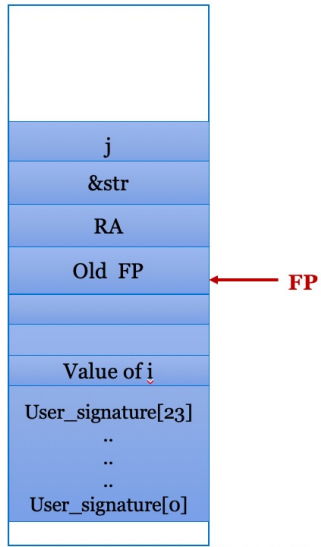 j
&str
RA
Old FP
FP
Value of i
User_signature[23]
..
..
..
User_signature[0]